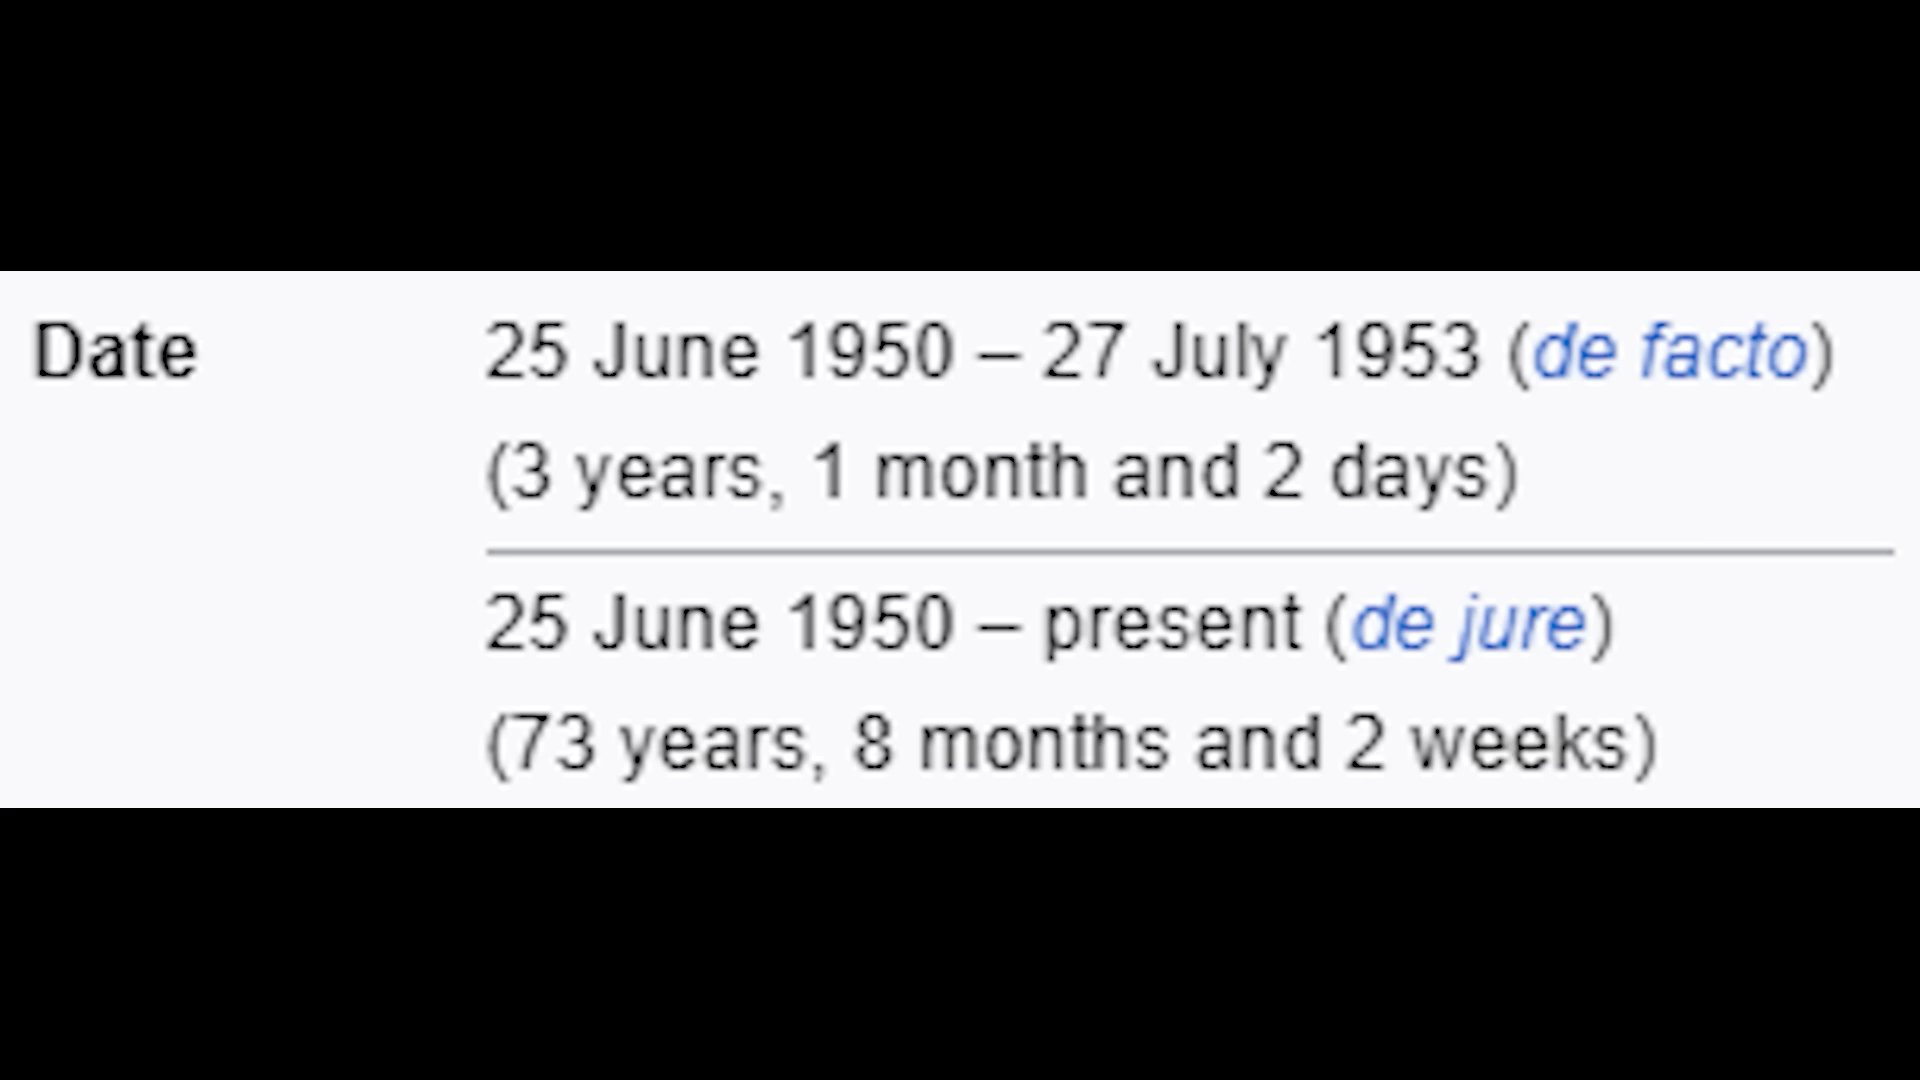 Date
25 June 1950 – 27 July 1953 (de facto)
(3 years, 1 month and 2 days)
25 June 1950 – present (de jure)
(73 years, 8 months and 2 weeks)